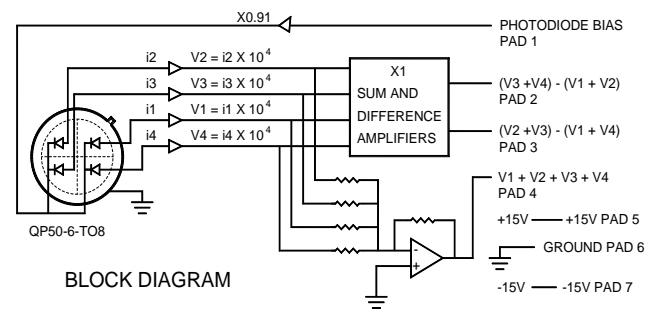 X0.91
PHOTODIODE BIAS
PAD 1
i2 V2 = i2 X 10⁴
i3 V3 = i3 X 10⁴
i1 V1 = i1 X 10⁴
i4 V4 = i4 X 10⁴
X1
SUM AND
DIFFERENCE
AMPLIFIERS
(V3 +V4) - (V1 + V2)
PAD 2
(V2 +V3) - (V1 + V4)
PAD 3
V1 + V2 + V3 + V4
PAD 4
QP50-6-TO8
- 
+
+15V +15V PAD 5
GROUND PAD 6
-15V -15V PAD 7
BLOCK DIAGRAM